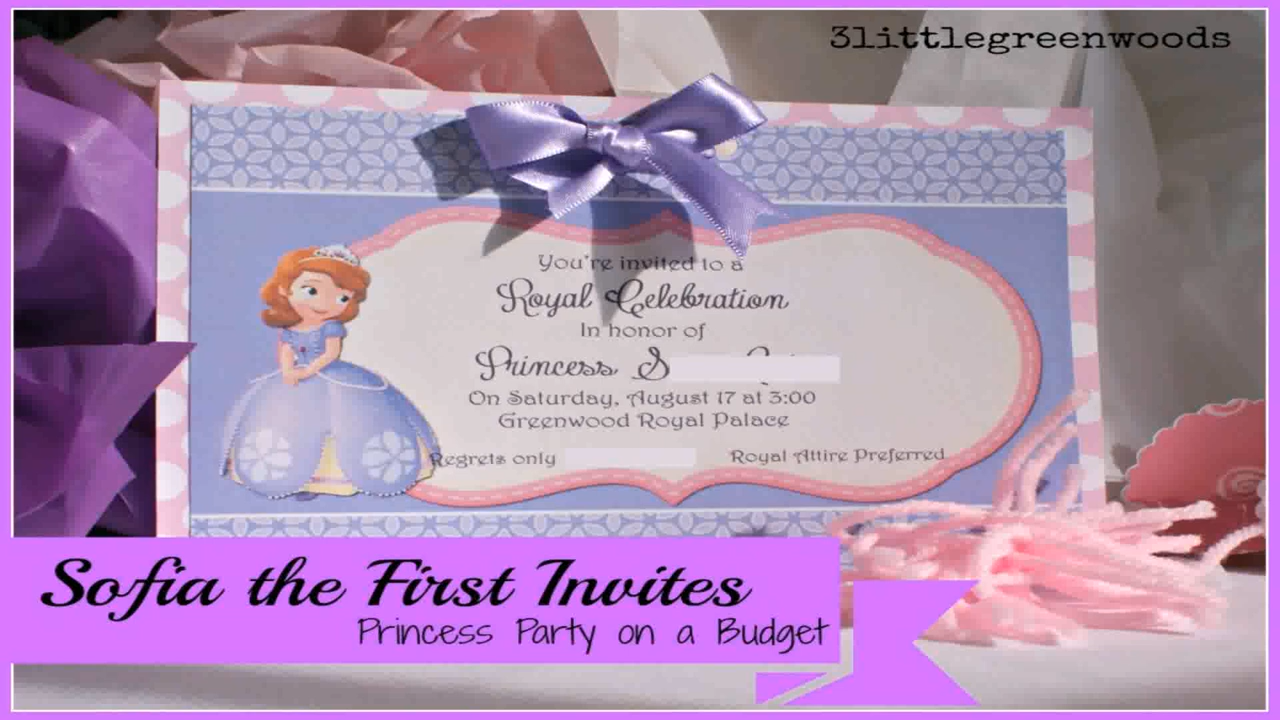 3littlegreenwoods
You're invited to a
Royal Celebration
In honor of
Princess S
On Saturday, August 17 at 3:00
Greenwood Royal Palace
Regrets only Royal Attire Preferred
Sofia the First Invites
Princess Party on a Budget